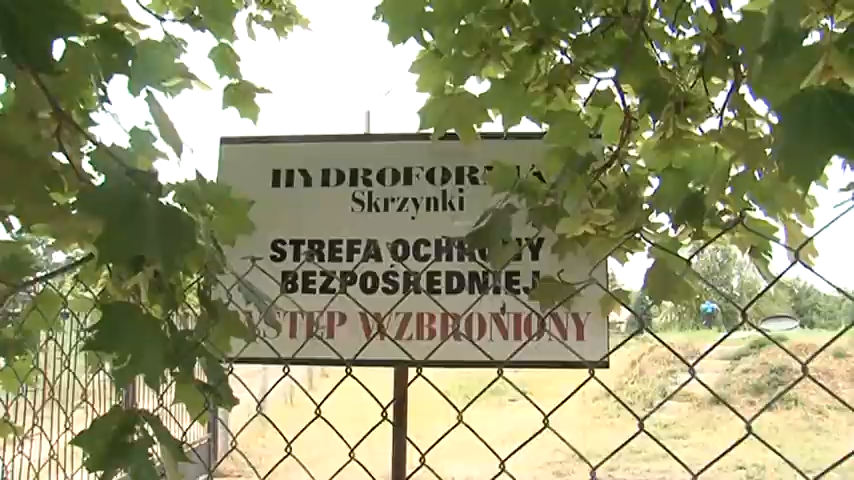 HYDROFORNIA
Skrzynki
STREFA OCHRONY
BEZPOŚREDNIEJ
WSTĘP WZBRONIONY